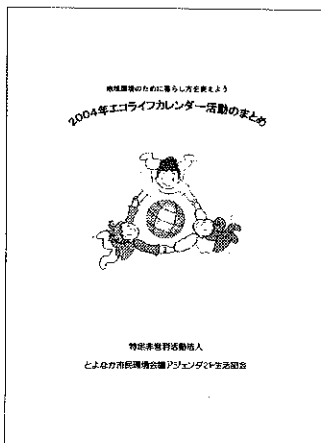 地球環境のために暮らし方を変えよう
2004年エコライフカレンダー活動のまとめ
特定非営利活動法人
とよなか市民環境会議アジェンダ21生活部会